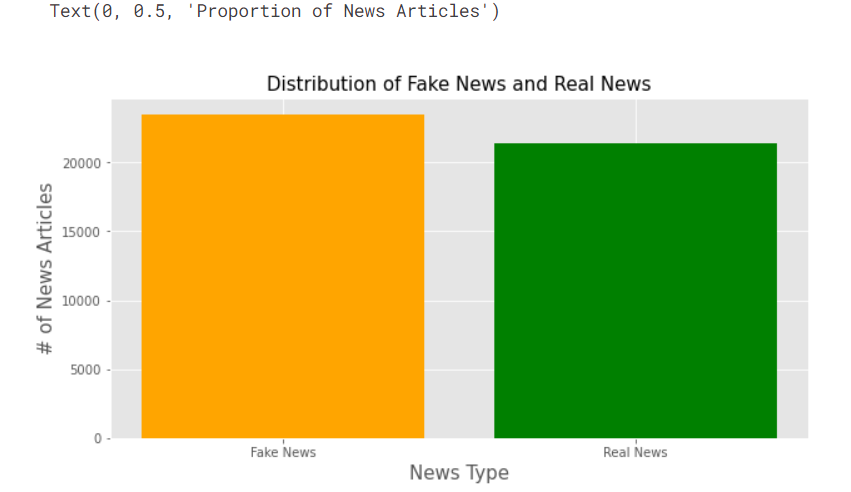 Text(0, 0.5, 'Proportion of News Articles')
Distribution of Fake News and Real News
# of News Articles
20000
15000
10000
5000
0
Fake News Real News
News Type